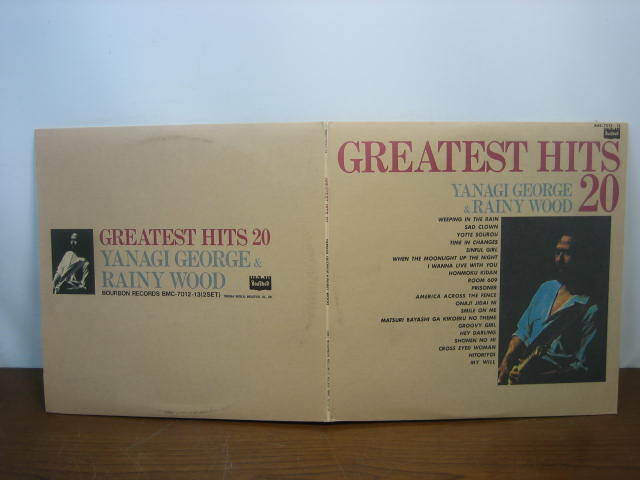 GREATEST HITS 20
YANAGI GEORGE &
RAINY WOOD
BOURBON RECORDS BMC-7012-13(2SET)
GREATEST HITS
20
YANAGI GEORGE
& RAINY WOOD
WEEPING IN THE RAIN
SAD CLOWN
YOTTE SOUROU
TINE IN CHANGES
SINFUL GIRL
WHEN THE MOONLIGHT UP THE NIGHT
I WANNA LIVE WITH YOU
HONMOKU KIDAN
ROOM 609
PRISONER
AMERICA ACROSS THE FENCE
ONAJI JIDAI NI
SMILE ON ME
MATSURI BAYASHI GA KIKOERU NO THEME
GROOVY GIRL
HEY DARLING
SHONEN NO HI
CROSS EYED WOMAN
HITORIYOI
MY WILL